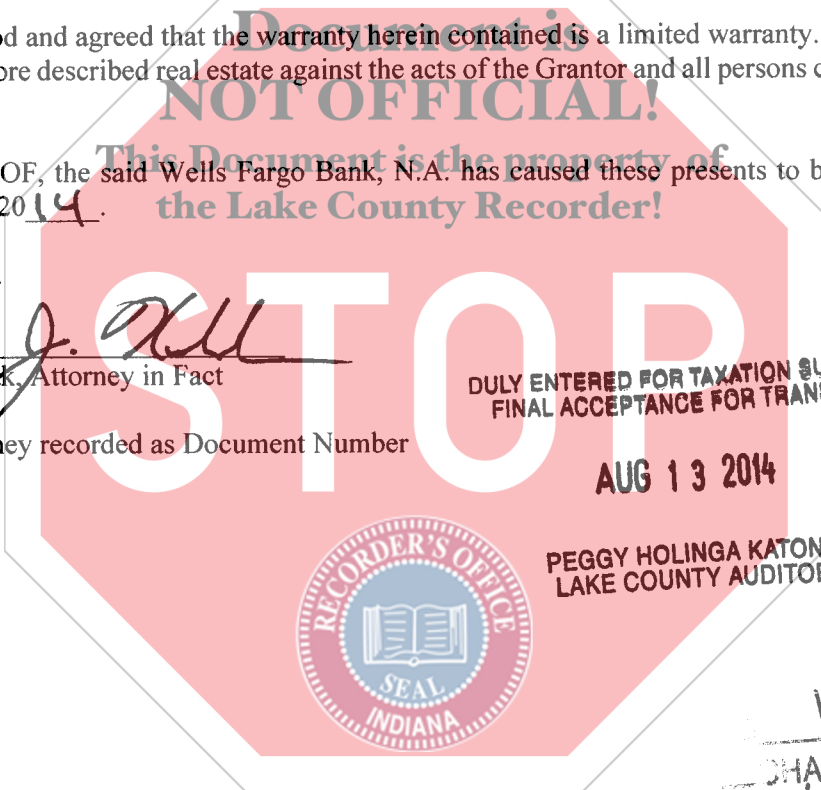 Document is
od and agreed that the warranty herein contained is a limited warranty.
ore described real estate against the acts of the Grantor and all persons c
NOT OFFICIAL!
This Document is the property of
OF, the said Wells Fargo Bank, N.A. has caused these presents to b
2014.
the Lake County Recorder!
STOP
J.
k, Attorney in Fact
DULY ENTERED FOR TAXATION SU
FINAL ACCEPTANCE FOR TRAN
ney recorded as Document Number
AUG 13 2014
PEGGY HOLINGA KATON
LAKE COUNTY AUDITOR
RECORDER'S OFFICE
SEAL
INDIANA
HA